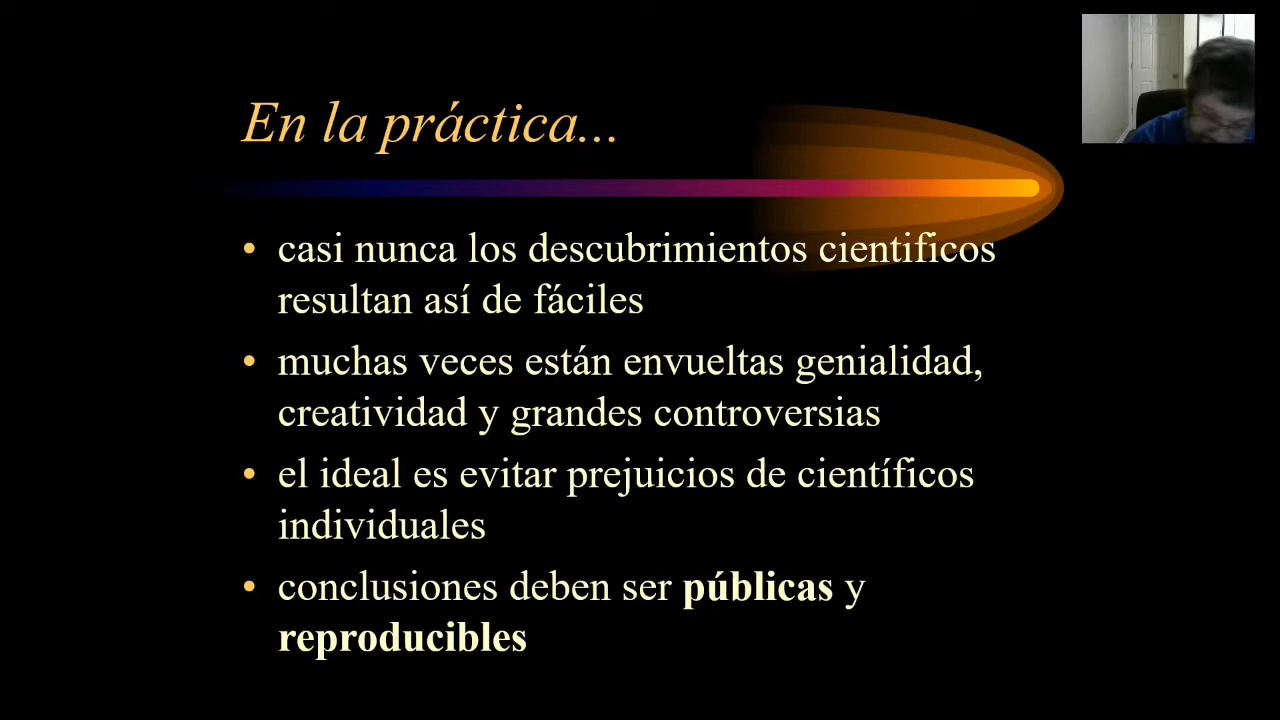 En la práctica...
• casi nunca los descubrimientos cientificos
resultan así de fáciles
• muchas veces están envueltas genialidad,
creatividad y grandes controversias
• el ideal es evitar prejuicios de científicos
individuales
• conclusiones deben ser públicas y
reproducibles